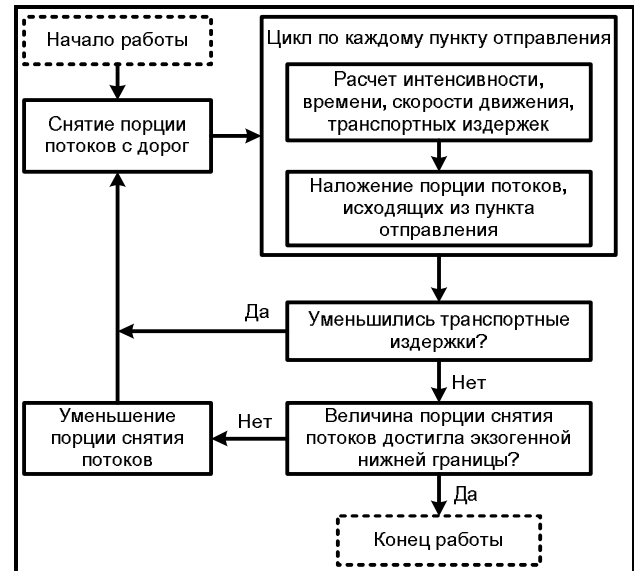 Начало работы
Снятие порции
потоков с дорог
Цикл по каждому пункту отправления
Расчет интенсивности,
времени, скорости движения,
транспортных издержек
Наложение порции потоков,
исходящих из пункта
отправления
Уменьшились транспортные
издержки?
Да
Нет
Величина порции снятия
потоков достигла экзогенной
нижней границы?
Нет
Уменьшение
порции снятия
потоков
Да
Конец работы